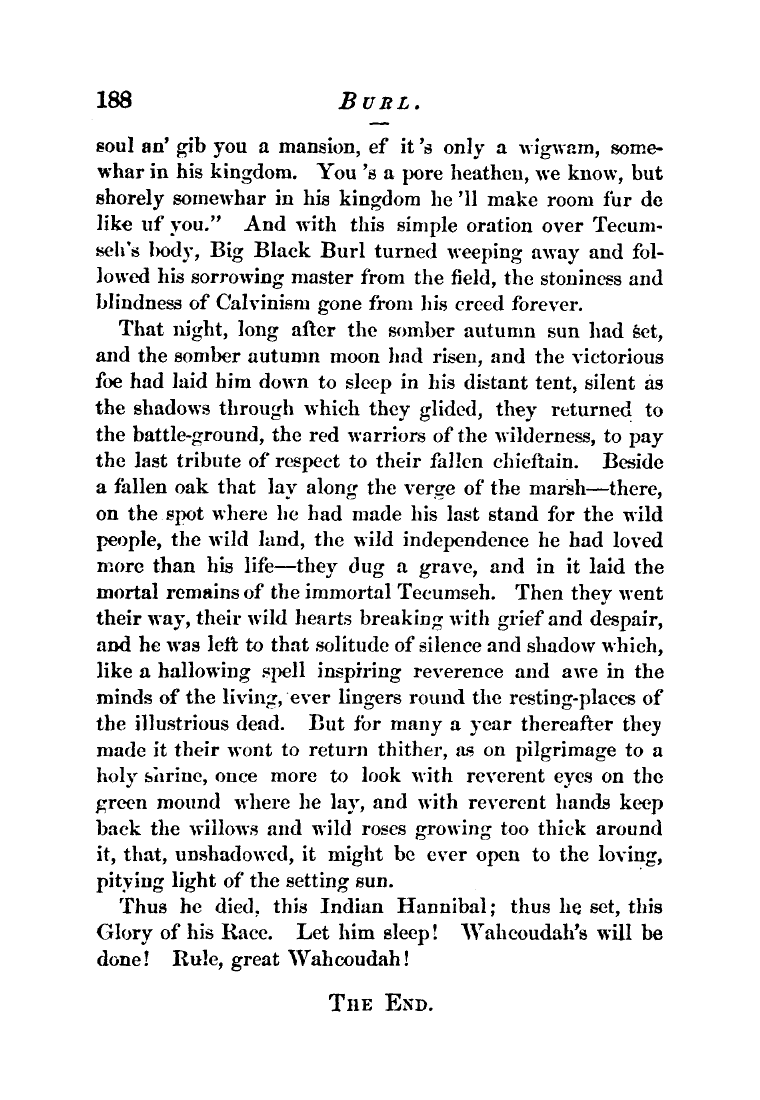 188 BURL.
soul an' gib you a mansion, ef it 's only a wigwam, some-
whar in his kingdom. You 's a pore heathen, we know, but
shorely somewhar in his kingdom he 'll make room fur de
like uf you." And with this simple oration over Tecum-
seh's body, Big Black Burl turned weeping away and fol-
lowed his sorrowing master from the field, the stoniness and
blindness of Calvinism gone from his creed forever.
That night, long after the somber autumn sun had set,
and the somber autumn moon had risen, and the victorious
foe had laid him down to sleep in his distant tent, silent as
the shadows through which they glided, they returned to
the battle-ground, the red warriors of the wilderness, to pay
the last tribute of respect to their fallen chieftain. Beside
a fallen oak that lay along the verge of the marsh—there,
on the spot where he had made his last stand for the wild
people, the wild land, the wild independence he had loved
more than his life—they dug a grave, and in it laid the
mortal remains of the immortal Tecumseh. Then they went
their way, their wild hearts breaking with grief and despair,
and he was left to that solitude of silence and shadow which,
like a hallowing spell inspiring reverence and awe in the
minds of the living, ever lingers round the resting-places of
the illustrious dead. But for many a year thereafter they
made it their wont to return thither, as on pilgrimage to a
holy shrine, once more to look with reverent eyes on the
green mound where he lay, and with reverent hands keep
back the willows and wild roses growing too thick around
it, that, unshadowed, it might be ever open to the loving,
pitying light of the setting sun.
Thus he died, this Indian Hannibal; thus he set, this
Glory of his Race. Let him sleep! Wahcoudah's will be
done! Rule, great Wahcoudah!
THE END.